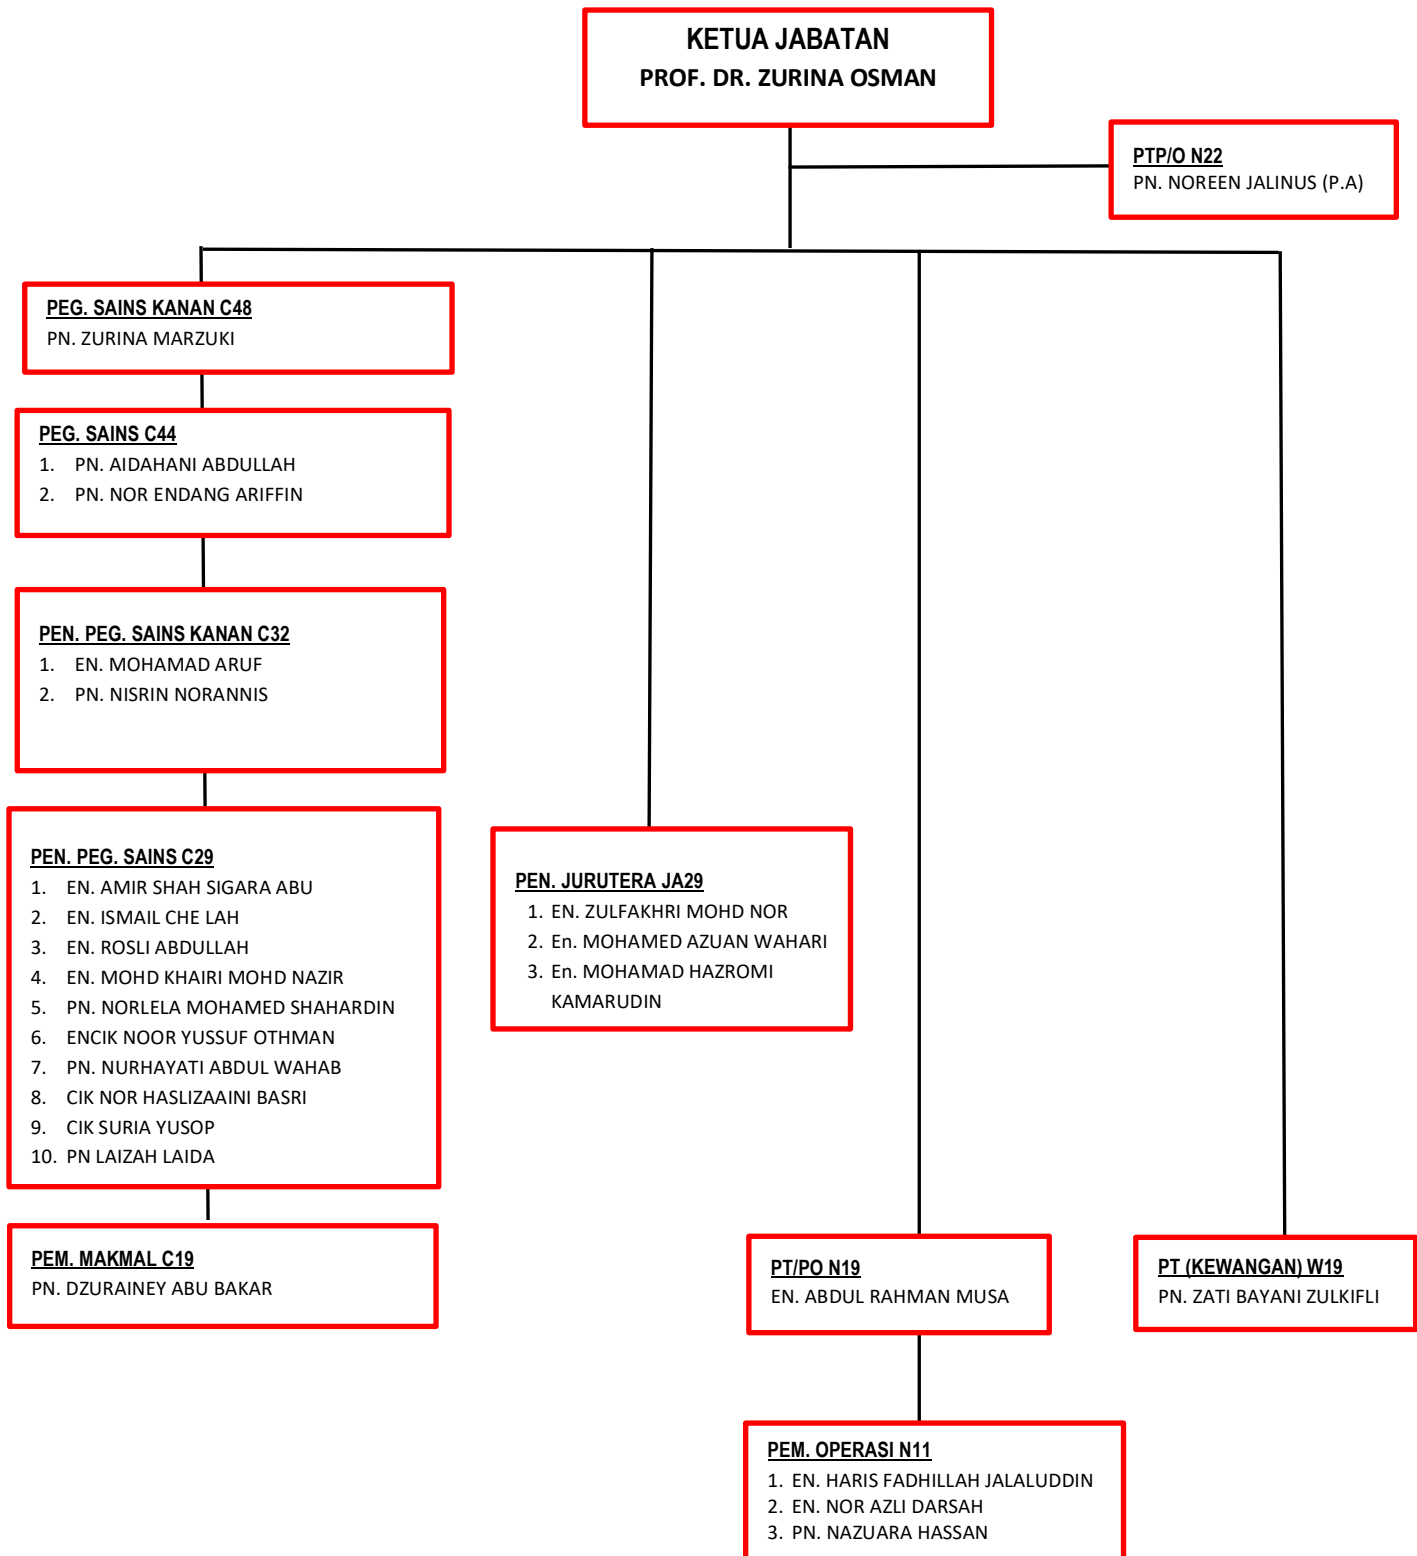 KETUA JABATAN
PROF. DR. ZURINA OSMAN
PTP/O N22
PN. NOREEN JALINUS (P.A)
PEG. SAINS KANAN C48
PN. ZURINA MARZUKI
PEG. SAINS C44
1. PN. AIDAHANI ABDULLAH
2. PN. NOR ENDANG ARIFFIN
PEN. PEG. SAINS KANAN C32
1. EN. MOHAMAD ARUF
2. PN. NISRIN NORANNIS
PEN. PEG. SAINS C29
1. EN. AMIR SHAH SIGARA ABU
2. EN. ISMAIL CHE LAH
3. EN. ROSLI ABDULLAH
4. EN. MOHD KHAIRI MOHD NAZIR
5. PN. NORLELA MOHAMED SHAHARDIN
6. ENCIK NOOR YUSSUF OTHMAN
7. PN. NURHAYATI ABDUL WAHAB
8. CIK NOR HASLIZAAINI BASRI
9. CIK SURIA YUSOP
10. PN LAIZAH LAIDA
PEN. JURUTERA JA29
1. EN. ZULFAKHRI MOHD NOR
2. En. MOHAMED AZUAN WAHARI
3. En. MOHAMAD HAZROMI
KAMARUDIN
PEM. MAKMAL C19
PN. DZURAINEY ABU BAKAR
PT/PO N19
EN. ABDUL RAHMAN MUSA
PT (KEWANGAN) W19
PN. ZATI BAYANI ZULKIFLI
PEM. OPERASI N11
1. EN. HARIS FADHILLAH JALALUDDIN
2. EN. NOR AZLI DARSAH
3. PN. NAZUARA HASSAN